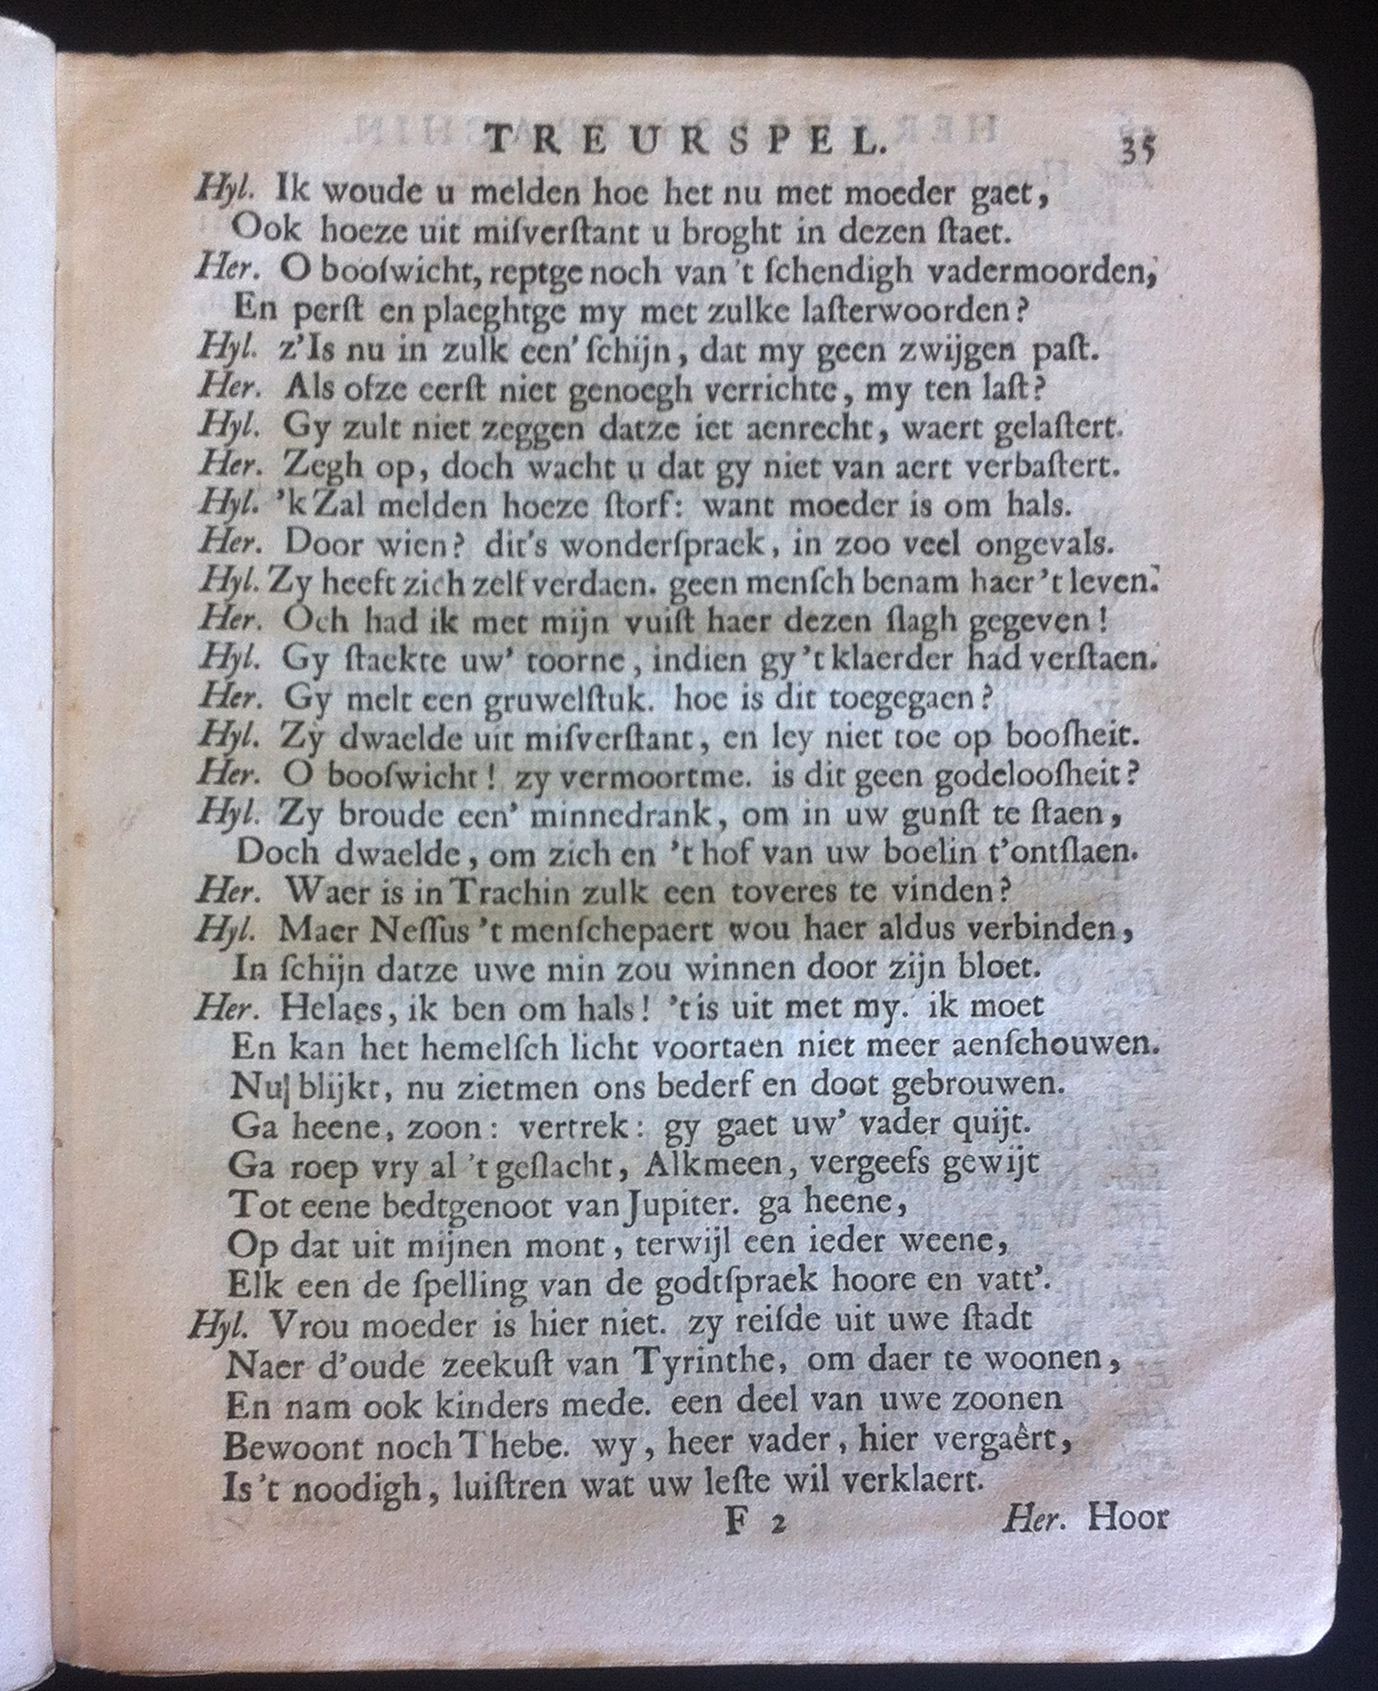 TREURSPEL. 35
Hyl. Ik woude u melden hoe het nu met moeder gaet,
Ook hoeze uit miſverſtant u broght in dezen ſtaet.
Her. O booſwicht, reptge noch van 't ſchendigh vadermoorden,
En perſt en plaeghtge my met zulke laſterwoorden?
Hyl. z'Is nu in zulk een' ſchijn, dat my geen zwijgen paſt.
Her. Als ofze eerſt niet genoegh verrichte, my ten laſt?
Hyl. Gy zult niet zeggen datze iet aenrecht, waert gelaſtert.
Her. Zegh op, doch wacht u dat gy niet van aert verbaſtert.
Hyl. 'k Zal melden hoeze ſtorf: want moeder is om hals.
Her. Door wien? dit's wonderſpraek, in zoo veel ongevals.
Hyl. Zy heeft zich zelf verdaen. geen menſch benam haer 't leven.
Her. Och had ik met mijn vuiſt haer dezen ſlagh gegeven!
Hyl. Gy ſtaekte uw' toorne, indien gy 't klaerder had verſtaen.
Her. Gy melt een gruwelſtuk. hoe is dit toegegaen?
Hyl. Zy dwaelde uit miſverſtant, en ley niet toe op booſheit.
Her. O booſwicht! zy vermoortme. is dit geen godelooſheit?
Hyl. Zy broude een' minnedrank, om in uw gunſt te ſtaen,
Doch dwaelde, om zich en 't hof van uw boelin t'ontſlaen.
Her. Waer is in Trachin zulk een toveres te vinden?
Hyl. Maer Neſſus 't menſchepaert wou haer aldus verbinden,
In ſchijn datze uwe min zou winnen door zijn bloet.
Her. Helaes, ik ben om hals! 't is uit met my. ik moet
En kan het hemelſch licht voortaen niet meer aenſchouwen.
Nu blijkt, nu zietmen ons bederf en doot gebrouwen.
Ga heene, zoon: vertrek: gy gaet uw' vader quijt.
Ga roep vry al 't geſlacht, Alkmeen, vergeefs gewijt
Tot eene bedtgenoot van Jupiter. ga heene,
Op dat uit mijnen mont, terwijl een ieder weene,
Elk een de ſpelling van de godtſpraek hoore en vatt'.
Hyl. Vrou moeder is hier niet. zy reiſde uit uwe ſtadt
Naer d'oude zeekuſt van Tyrinthe, om daer te woonen,
En nam ook kinders mede. een deel van uwe zoonen
Bewoont noch Thebe. wy, heer vader, hier vergaêrt,
Is 't noodigh, luiſtren wat uw leſte wil verklaert.
F 2 Her. Hoor